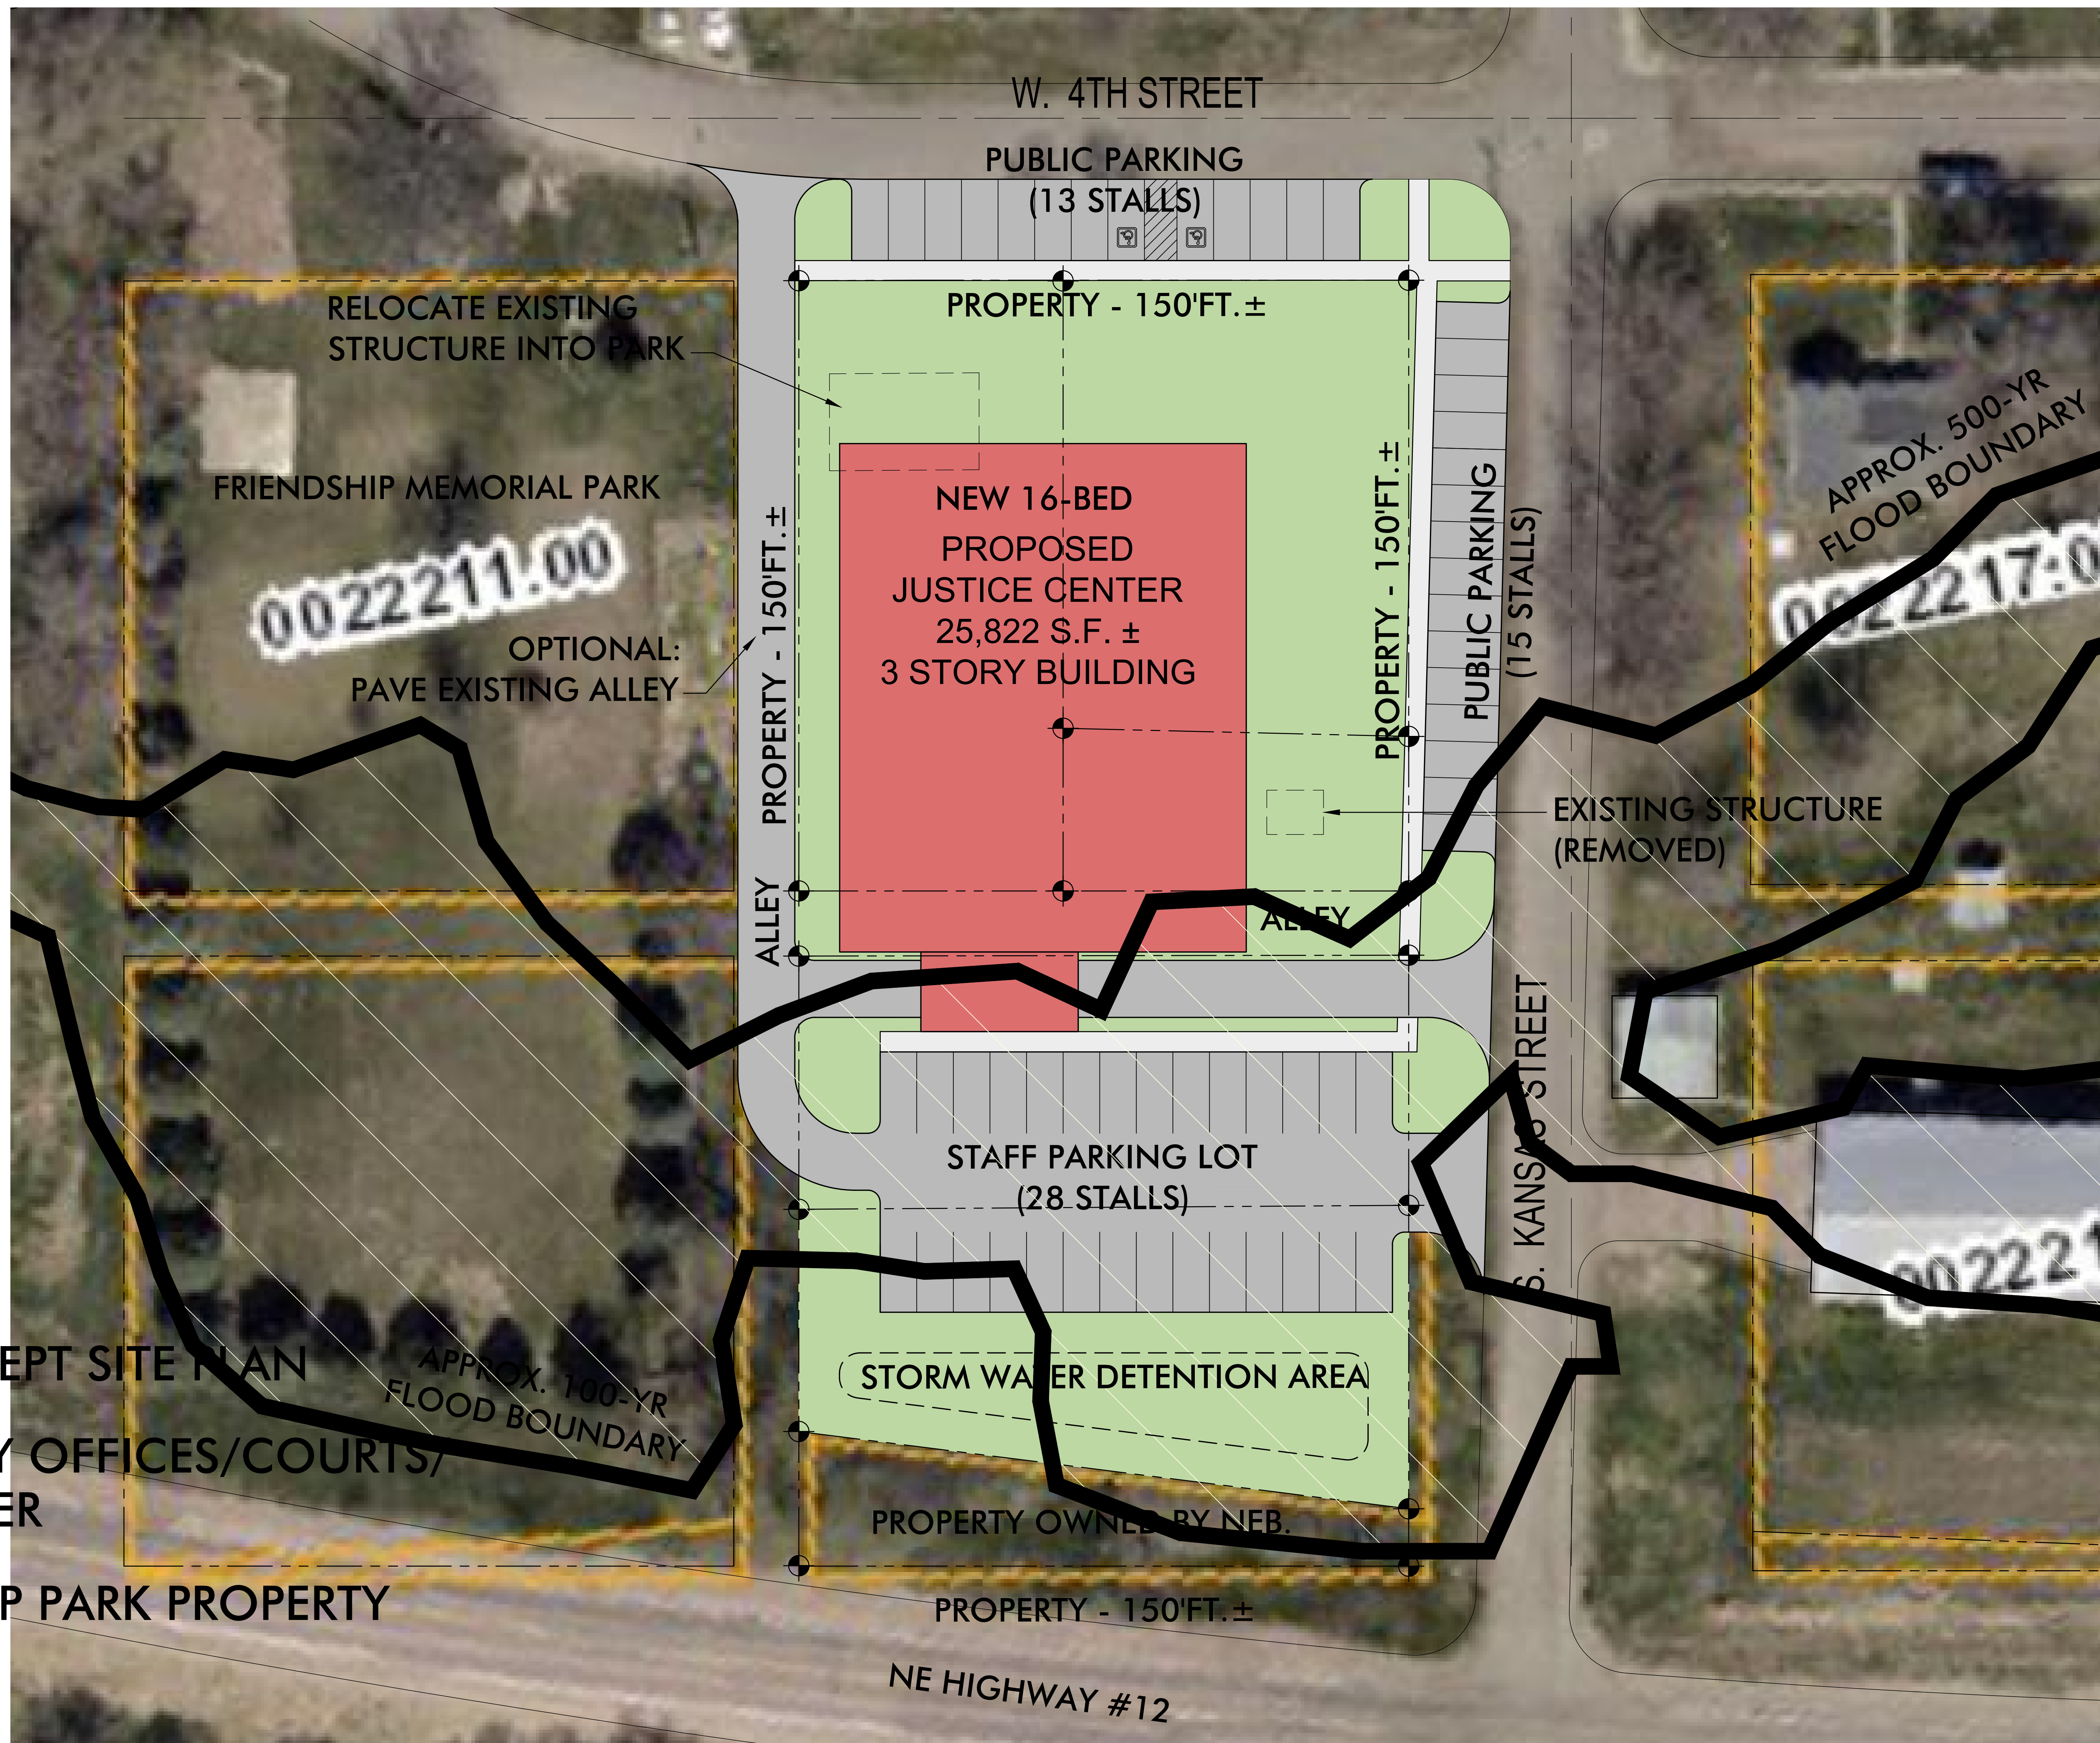 W. 4TH STREET
PUBLIC PARKING
(13 STALLS)
RELOCATE EXISTING
STRUCTURE INTO PARK
PROPERTY - 150'FT.±
FRIENDSHIP MEMORIAL PARK
0022211.00
OPTIONAL:
PAVE EXISTING ALLEY
PROPERTY - 150'FT.±
ALLEY
NEW 16-BED
PROPOSED
JUSTICE CENTER
25,822 S.F. ±
3 STORY BUILDING
PROPERTY - 150'FT.±
PUBLIC PARKING
(15 STALLS)
APPROX. 500-YR
FLOOD BOUNDARY
0022217.0
EXISTING STRUCTURE
(REMOVED)
ALLEY
S. KANSAS STREET
STAFF PARKING LOT
(28 STALLS)
002221
STORM WATER DETENTION AREA
EPT SITE PLAN
APPROX. 100-YR
FLOOD BOUNDARY
Y OFFICES/COURTS/
ER
PROPERTY OWNED BY NEB.
P PARK PROPERTY
PROPERTY - 150'FT.±
NE HIGHWAY #12